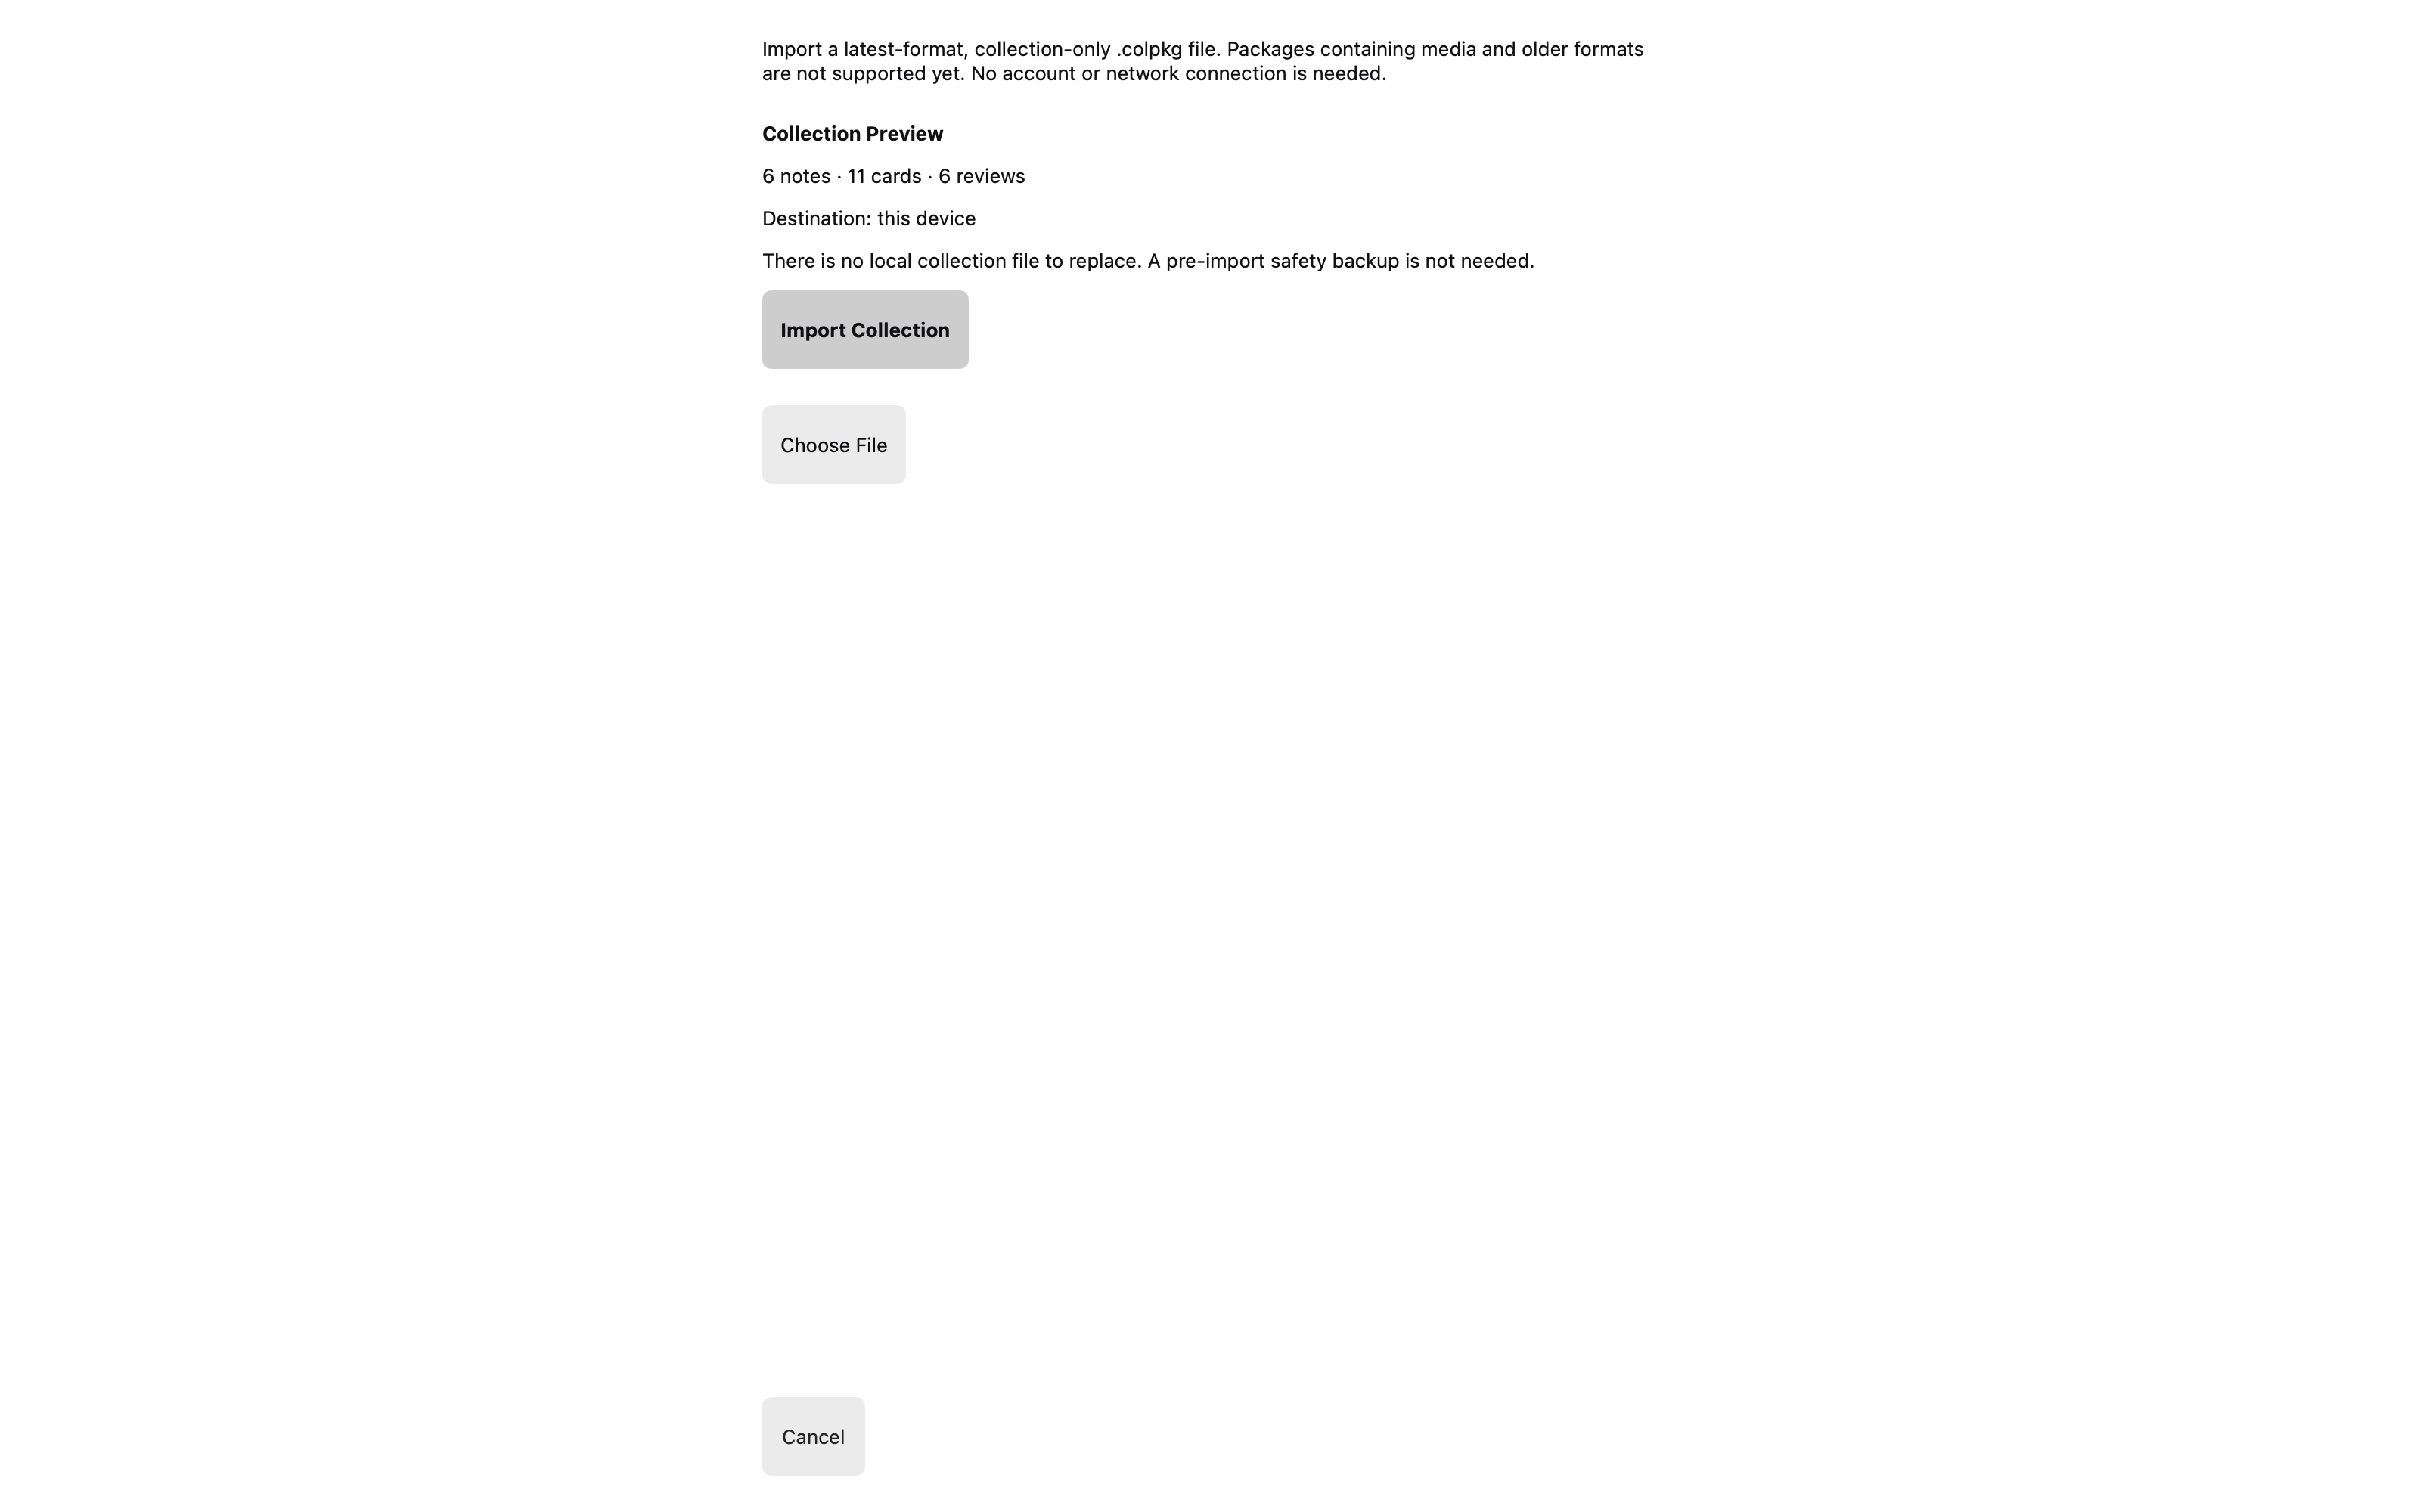 Import a latest-format, collection-only .colpkg file. Packages containing media and older formats
are not supported yet. No account or network connection is needed.
Collection Preview
6 notes · 11 cards · 6 reviews
Destination: this device
There is no local collection file to replace. A pre-import safety backup is not needed.
Import Collection
Choose File
Cancel